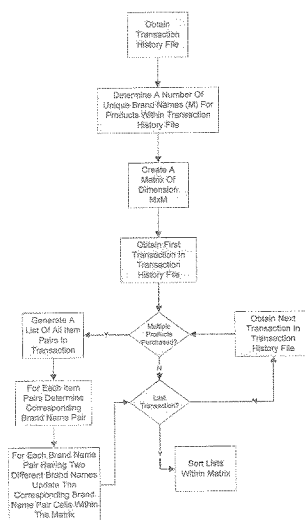 Obtain
Transaction
History File
Determine A Number Of
Unique Brand Names (M) For
Products Within Transaction
History File
Create A
Matrix Of
Dimension
MxM
Obtain First
Transaction In
Transaction
History File
Generate A
List Of All Item
Pairs In
Transaction
Multiple
Products
Purchased?
Obtain Next
Transaction In
Transaction
History File
Y
N
For Each Item
Pairs Determine
Corresponding
Brand Name Pair
Last
Transaction?
N
Y
For Each Brand Name
Pair Having Two
Different Brand Names
Update The
Corresponding Brand
Name Pair Cells Within
The Matrix
Sort Lists
Within Matrix